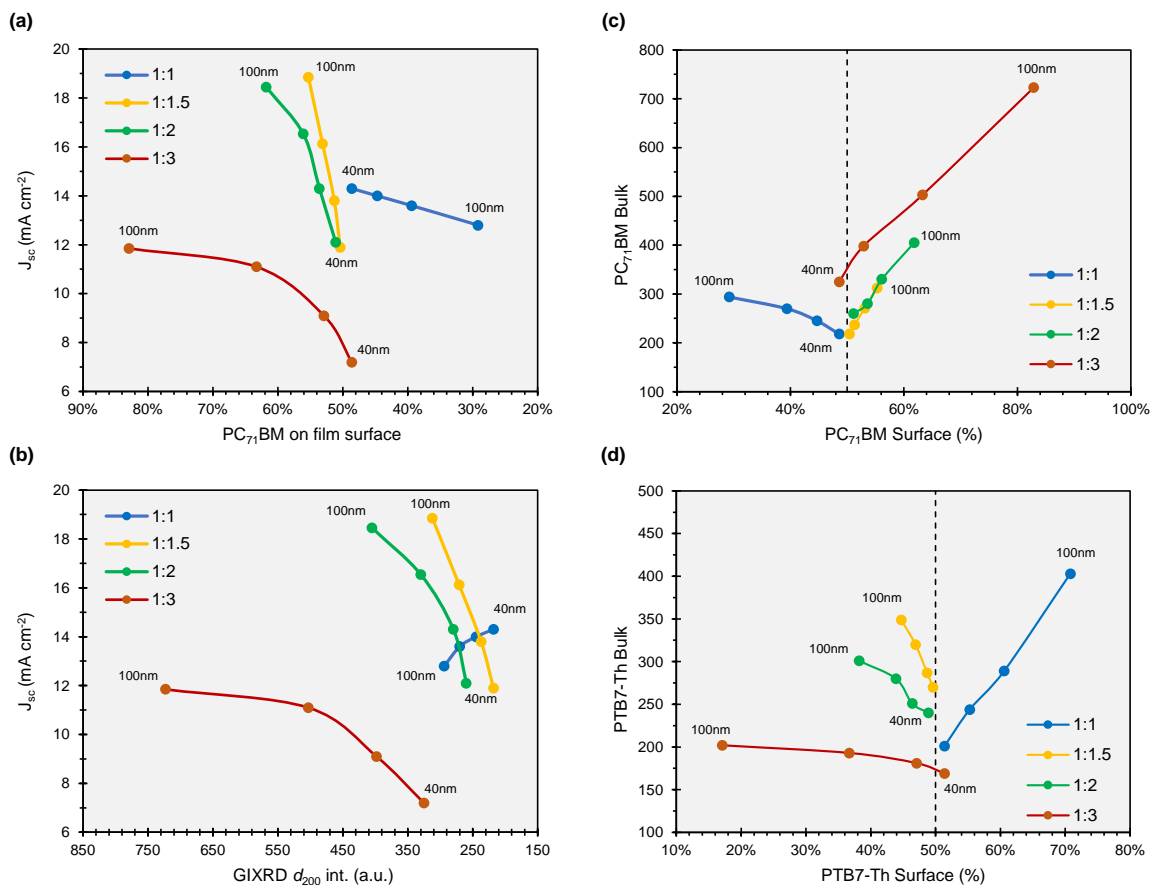 (a)
20
18
16
14
12
10
8
6
J_sc (mA cm⁻²)
1:1
1:1.5
1:2
1:3
100nm
100nm
40nm
100nm
40nm
100nm
40nm
90% 80% 70% 60% 50% 40% 30% 20%
PC₇₁BM on film surface
(c)
800
700
600
500
400
300
200
100
PC₇₁BM Bulk
100nm
100nm
40nm
100nm
100nm
40nm
1:1
1:1.5
1:2
1:3
20% 40% 60% 80% 100%
PC₇₁BM Surface (%)
(b)
20
18
16
14
12
10
8
6
J_sc (mA cm⁻²)
1:1
1:1.5
1:2
1:3
100nm
100nm
40nm
100nm
40nm
100nm
40nm
850 750 650 550 450 350 250 150
GIXRD d₂₀₀ int. (a.u.)
(d)
500
450
400
350
300
250
200
150
100
PTB7-Th Bulk
100nm
100nm
100nm
40nm
100nm
40nm
1:1
1:1.5
1:2
1:3
10% 20% 30% 40% 50% 60% 70% 80%
PTB7-Th Surface (%)